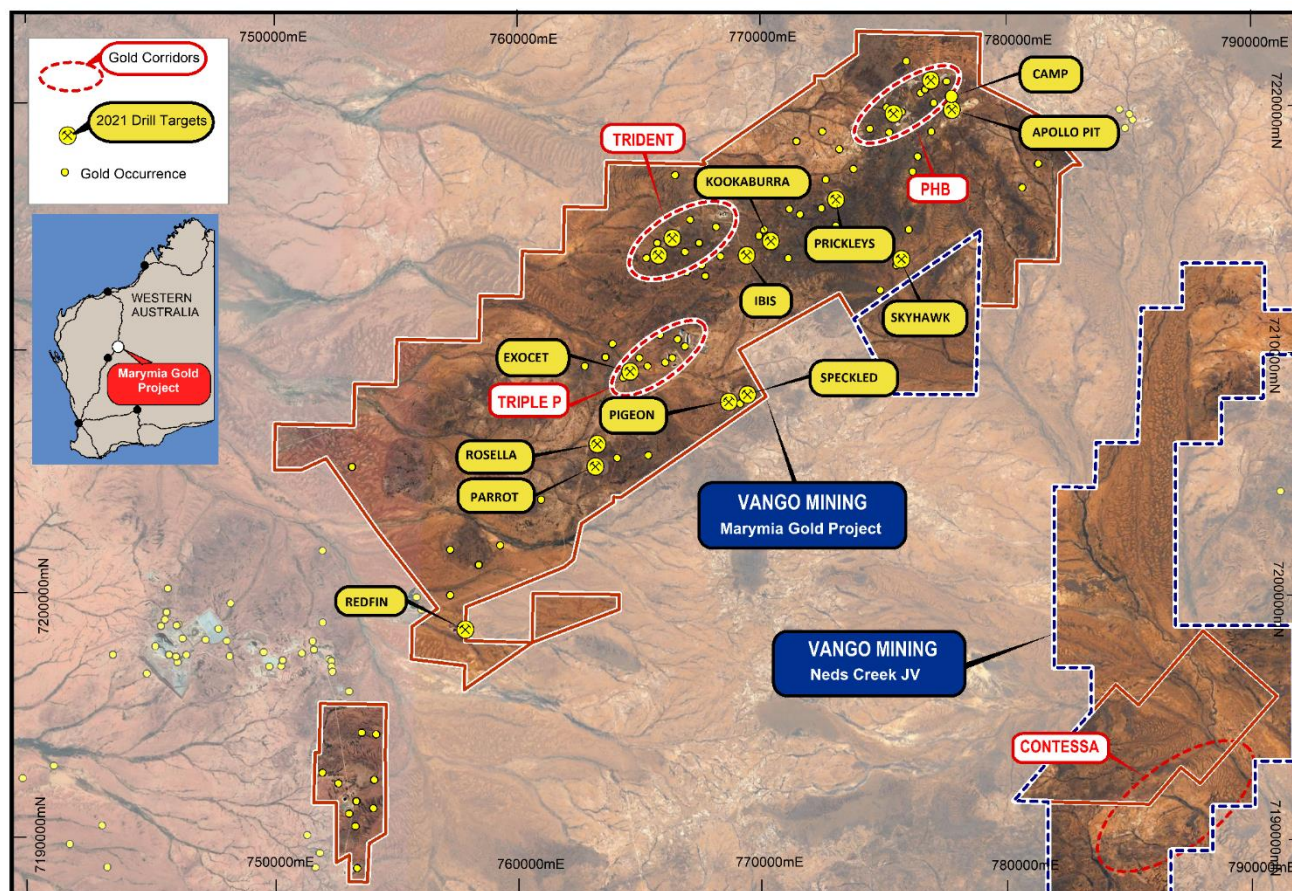 750000mE
760000mE
770000mE
780000mE
790000mE
Gold Corridors
2021 Drill Targets
Gold Occurrence
WESTERN
AUSTRALIA
Marymia Gold
Project
CAMP
7220000mN
APOLLO PIT
TRIDENT
KOOKABURRA
PHB
PRICKLEYS
IBIS
SKYHAWK
7210000mN
EXOCET
SPECKLED
TRIPLE P
PIGEON
ROSELLA
PARROT
VANGO MINING
Marymia Gold Project
7200000mN
7200000mN
REDFIN
VANGO MINING
Neds Creek JV
CONTESSA
7190000mN
7190000mN
750000mE
760000mE
770000mE
780000mE
790000mE